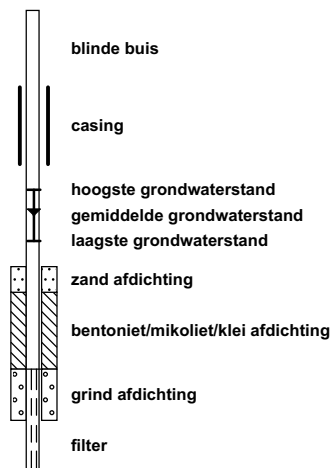 blinde buis
casing
hoogste grondwaterstand
gemiddelde grondwaterstand
laagste grondwaterstand
zand afdichting
bentoniet/mikoliet/klei afdichting
grind afdichting
filter